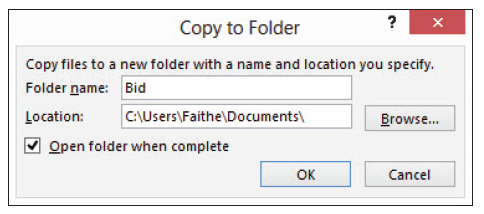 Copy to Folder ? ×
Copy files to a new folder with a name and location you specify.
Folder name: Bid
Location: C:\Users\Faithe\Documents\ Browse...
Open folder when complete
OK Cancel